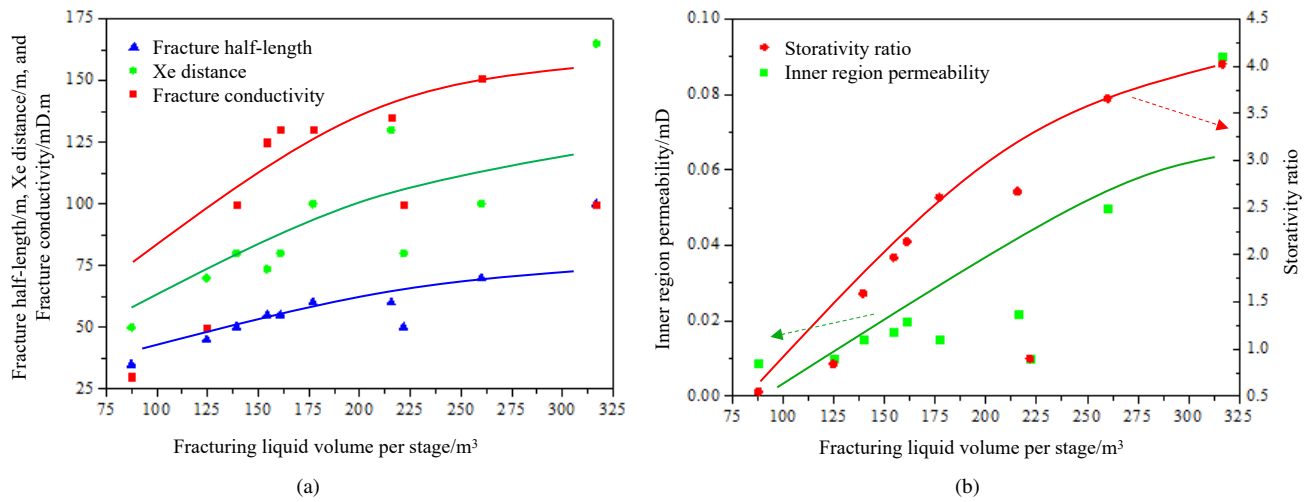 175
150
125
100
75
50
25
Fracture half-length/m, Xe distance/m, and
Fracture conductivity/mD.m
Fracture half-length
Xe distance
Fracture conductivity
75 100 125 150 175 200 225 250 275 300 325
Fracturing liquid volume per stage/m³
(a)
0.10
0.08
0.06
0.04
0.02
0.00
Inner region permeability/mD
Storativity ratio
Inner region permeability
4.5
4.0
3.5
3.0
2.5
2.0
1.5
1.0
0.5
Storativity ratio
75 100 125 150 175 200 225 250 275 300 325
Fracturing liquid volume per stage/m³
(b)